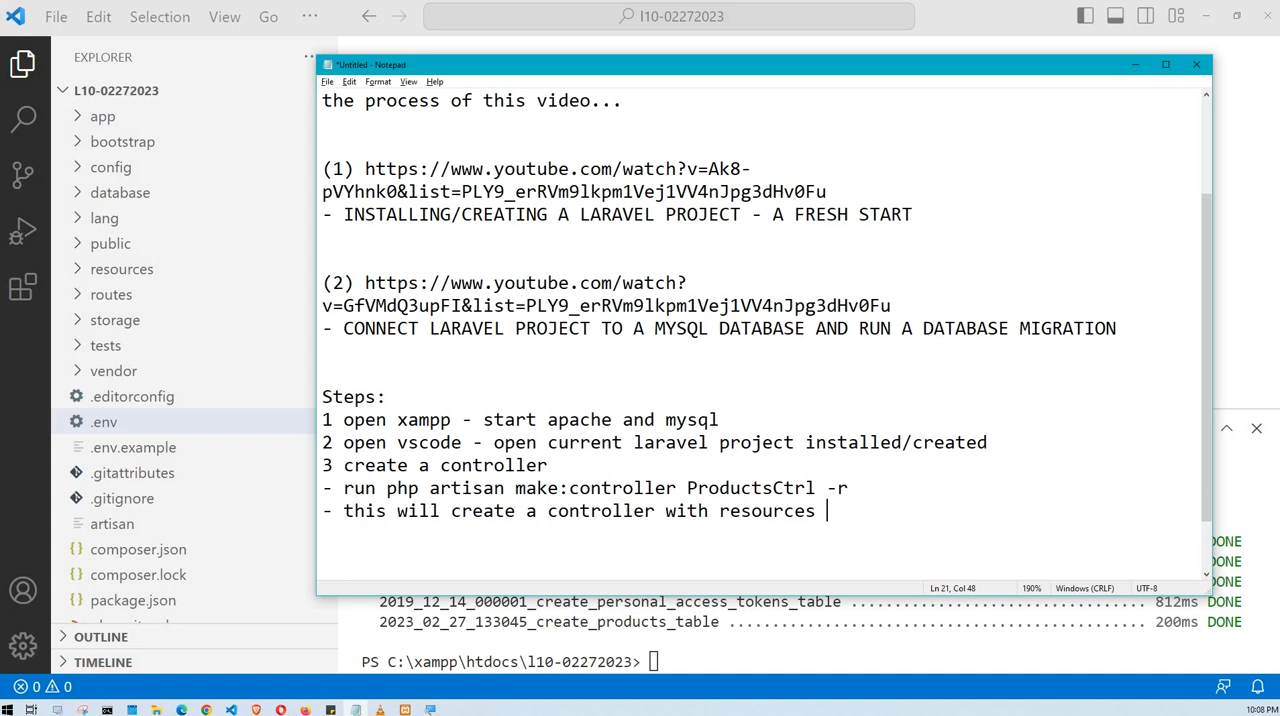 File Edit Selection View Go ··· l10-02272023
EXPLORER ···
L10-02272023
app
bootstrap
config
database
lang
public
resources
routes
storage
tests
vendor
.editorconfig
.env
.env.example
.gitattributes
.gitignore
artisan
composer.json
composer.lock
package.json
OUTLINE
TIMELINE
*Untitled - Notepad
File Edit Format View Help
the process of this video...
(1) https://www.youtube.com/watch?v=Ak8-
pVYhnk0&list=PLY9_erRVm9lkpm1Vej1VV4nJpg3dHv0Fu
- INSTALLING/CREATING A LARAVEL PROJECT - A FRESH START
(2) https://www.youtube.com/watch?
v=GfVMdQ3upFI&list=PLY9_erRVm9lkpm1Vej1VV4nJpg3dHv0Fu
- CONNECT LARAVEL PROJECT TO A MYSQL DATABASE AND RUN A DATABASE MIGRATION
Steps:
1 open xampp - start apache and mysql
2 open vscode - open current laravel project installed/created
3 create a controller
- run php artisan make:controller ProductsCtrl -r
- this will create a controller with resources
Ln 21, Col 48 190% Windows (CRLF) UTF-8
DONE
DONE
DONE
2019_12_14_000001_create_personal_access_tokens_table ........................... 812ms DONE
2023_02_27_133045_create_products_table ....................................... 200ms DONE
PS C:\xampp\htdocs\l10-02272023>
0 0
10:08 PM